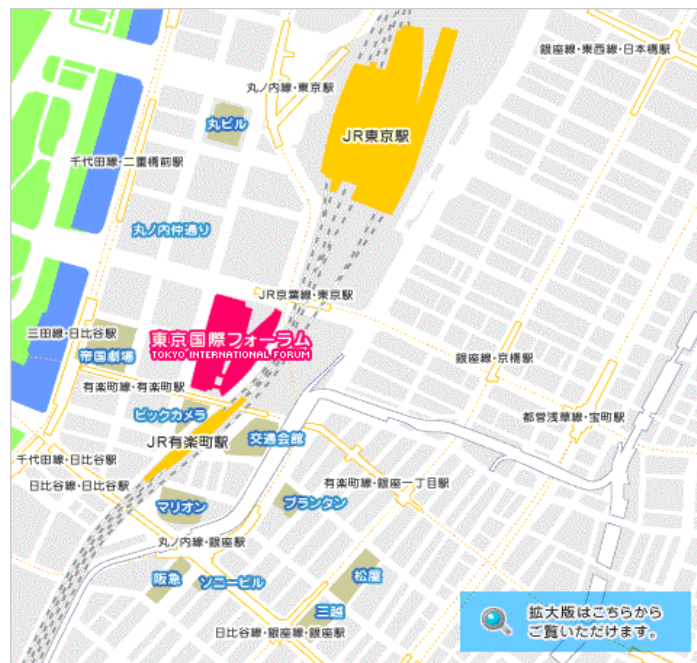 銀座線・東西線・日本橋駅
丸ノ内線・東京駅
丸ビル
JR東京駅
千代田線・二重橋前駅
丸ノ内仲通り
JR京葉線・東京駅
三田線・日比谷駅
東京国際フォーラム
TOKYO INTERNATIONAL FORUM
帝国劇場
銀座線・京橋駅
有楽町線・有楽町駅
ビックカメラ
都営浅草線・宝町駅
JR有楽町駅
交通会館
千代田線・日比谷駅
日比谷線・日比谷駅
有楽町線・銀座一丁目駅
マリオン
プランタン
丸ノ内線・銀座駅
阪急
ソニービル
松屋
三越
日比谷線・銀座線・銀座駅
拡大版はこちらから
ご覧いただけます。